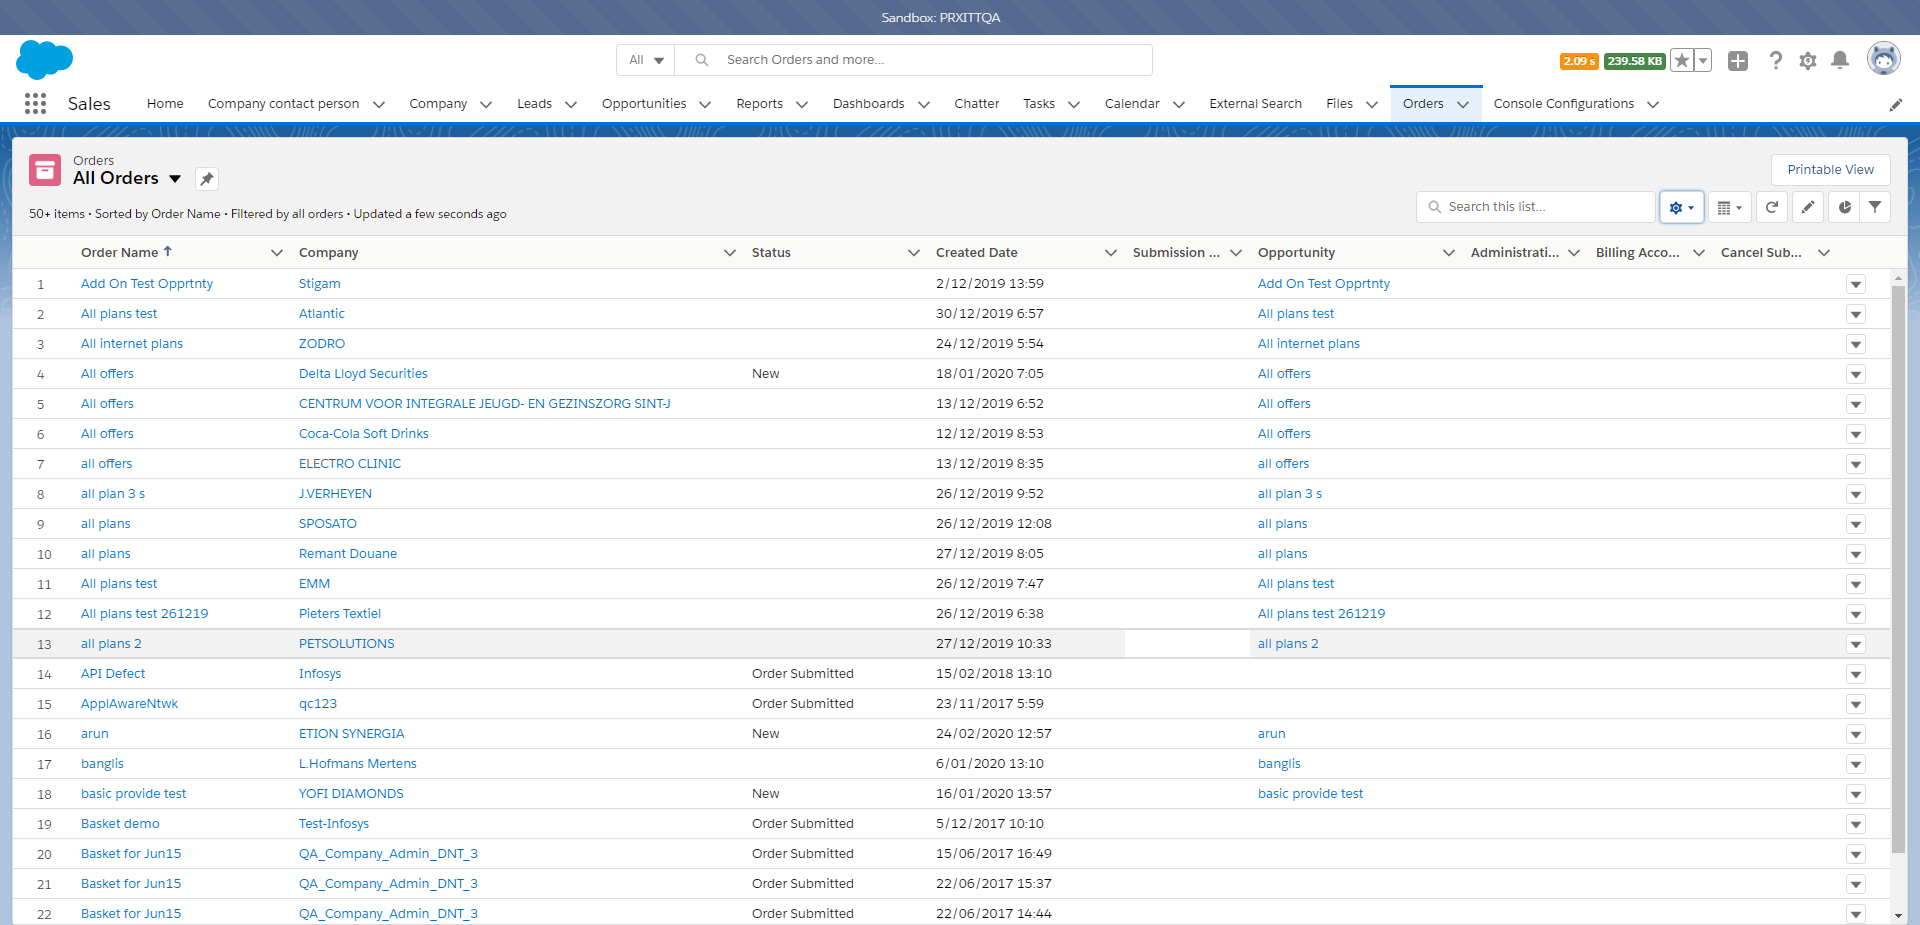 Sandbox: PRXITTQA
All Search Orders and more... 2.09 s 239.58 KB
Sales Home Company contact person Company Leads Opportunities Reports Dashboards Chatter Tasks Calendar External Search Files Orders Console Configurations
Orders
All Orders
Printable View
50+ items • Sorted by Order Name • Filtered by all orders • Updated a few seconds ago
Search this list...
Order Name Company Status Created Date Submission ... Opportunity Administrati... Billing Acco... Cancel Sub...
1 Add On Test Opprtnty Stigam 2/12/2019 13:59 Add On Test Opprtnty
2 All plans test Atlantic 30/12/2019 6:57 All plans test
3 All internet plans ZODRO 24/12/2019 5:54 All internet plans
4 All offers Delta Lloyd Securities New 18/01/2020 7:05 All offers
5 All offers CENTRUM VOOR INTEGRALE JEUGD- EN GEZINSZORG SINT-J 13/12/2019 6:52 All offers
6 All offers Coca-Cola Soft Drinks 12/12/2019 8:53 All offers
7 all offers ELECTRO CLINIC 13/12/2019 8:35 all offers
8 all plan 3 s J.VERHEYEN 26/12/2019 9:52 all plan 3 s
9 all plans SPOSATO 26/12/2019 12:08 all plans
10 all plans Remant Douane 27/12/2019 8:05 all plans
11 All plans test EMM 26/12/2019 7:47 All plans test
12 All plans test 261219 Pieters Textiel 26/12/2019 6:38 All plans test 261219
13 all plans 2 PETSOLUTIONS 27/12/2019 10:33 all plans 2
14 API Defect Infosys Order Submitted 15/02/2018 13:10
15 ApplAwareNtwk qc123 Order Submitted 23/11/2017 5:59
16 arun ETION SYNERGIA New 24/02/2020 12:57 arun
17 banglis L.Hofmans Mertens 6/01/2020 13:10 banglis
18 basic provide test YOFI DIAMONDS New 16/01/2020 13:57 basic provide test
19 Basket demo Test-Infosys Order Submitted 5/12/2017 10:10
20 Basket for Jun15 QA_Company_Admin_DNT_3 Order Submitted 15/06/2017 16:49
21 Basket for Jun15 QA_Company_Admin_DNT_3 Order Submitted 22/06/2017 15:37
22 Basket for Jun15 QA_Company_Admin_DNT_3 Order Submitted 22/06/2017 14:44